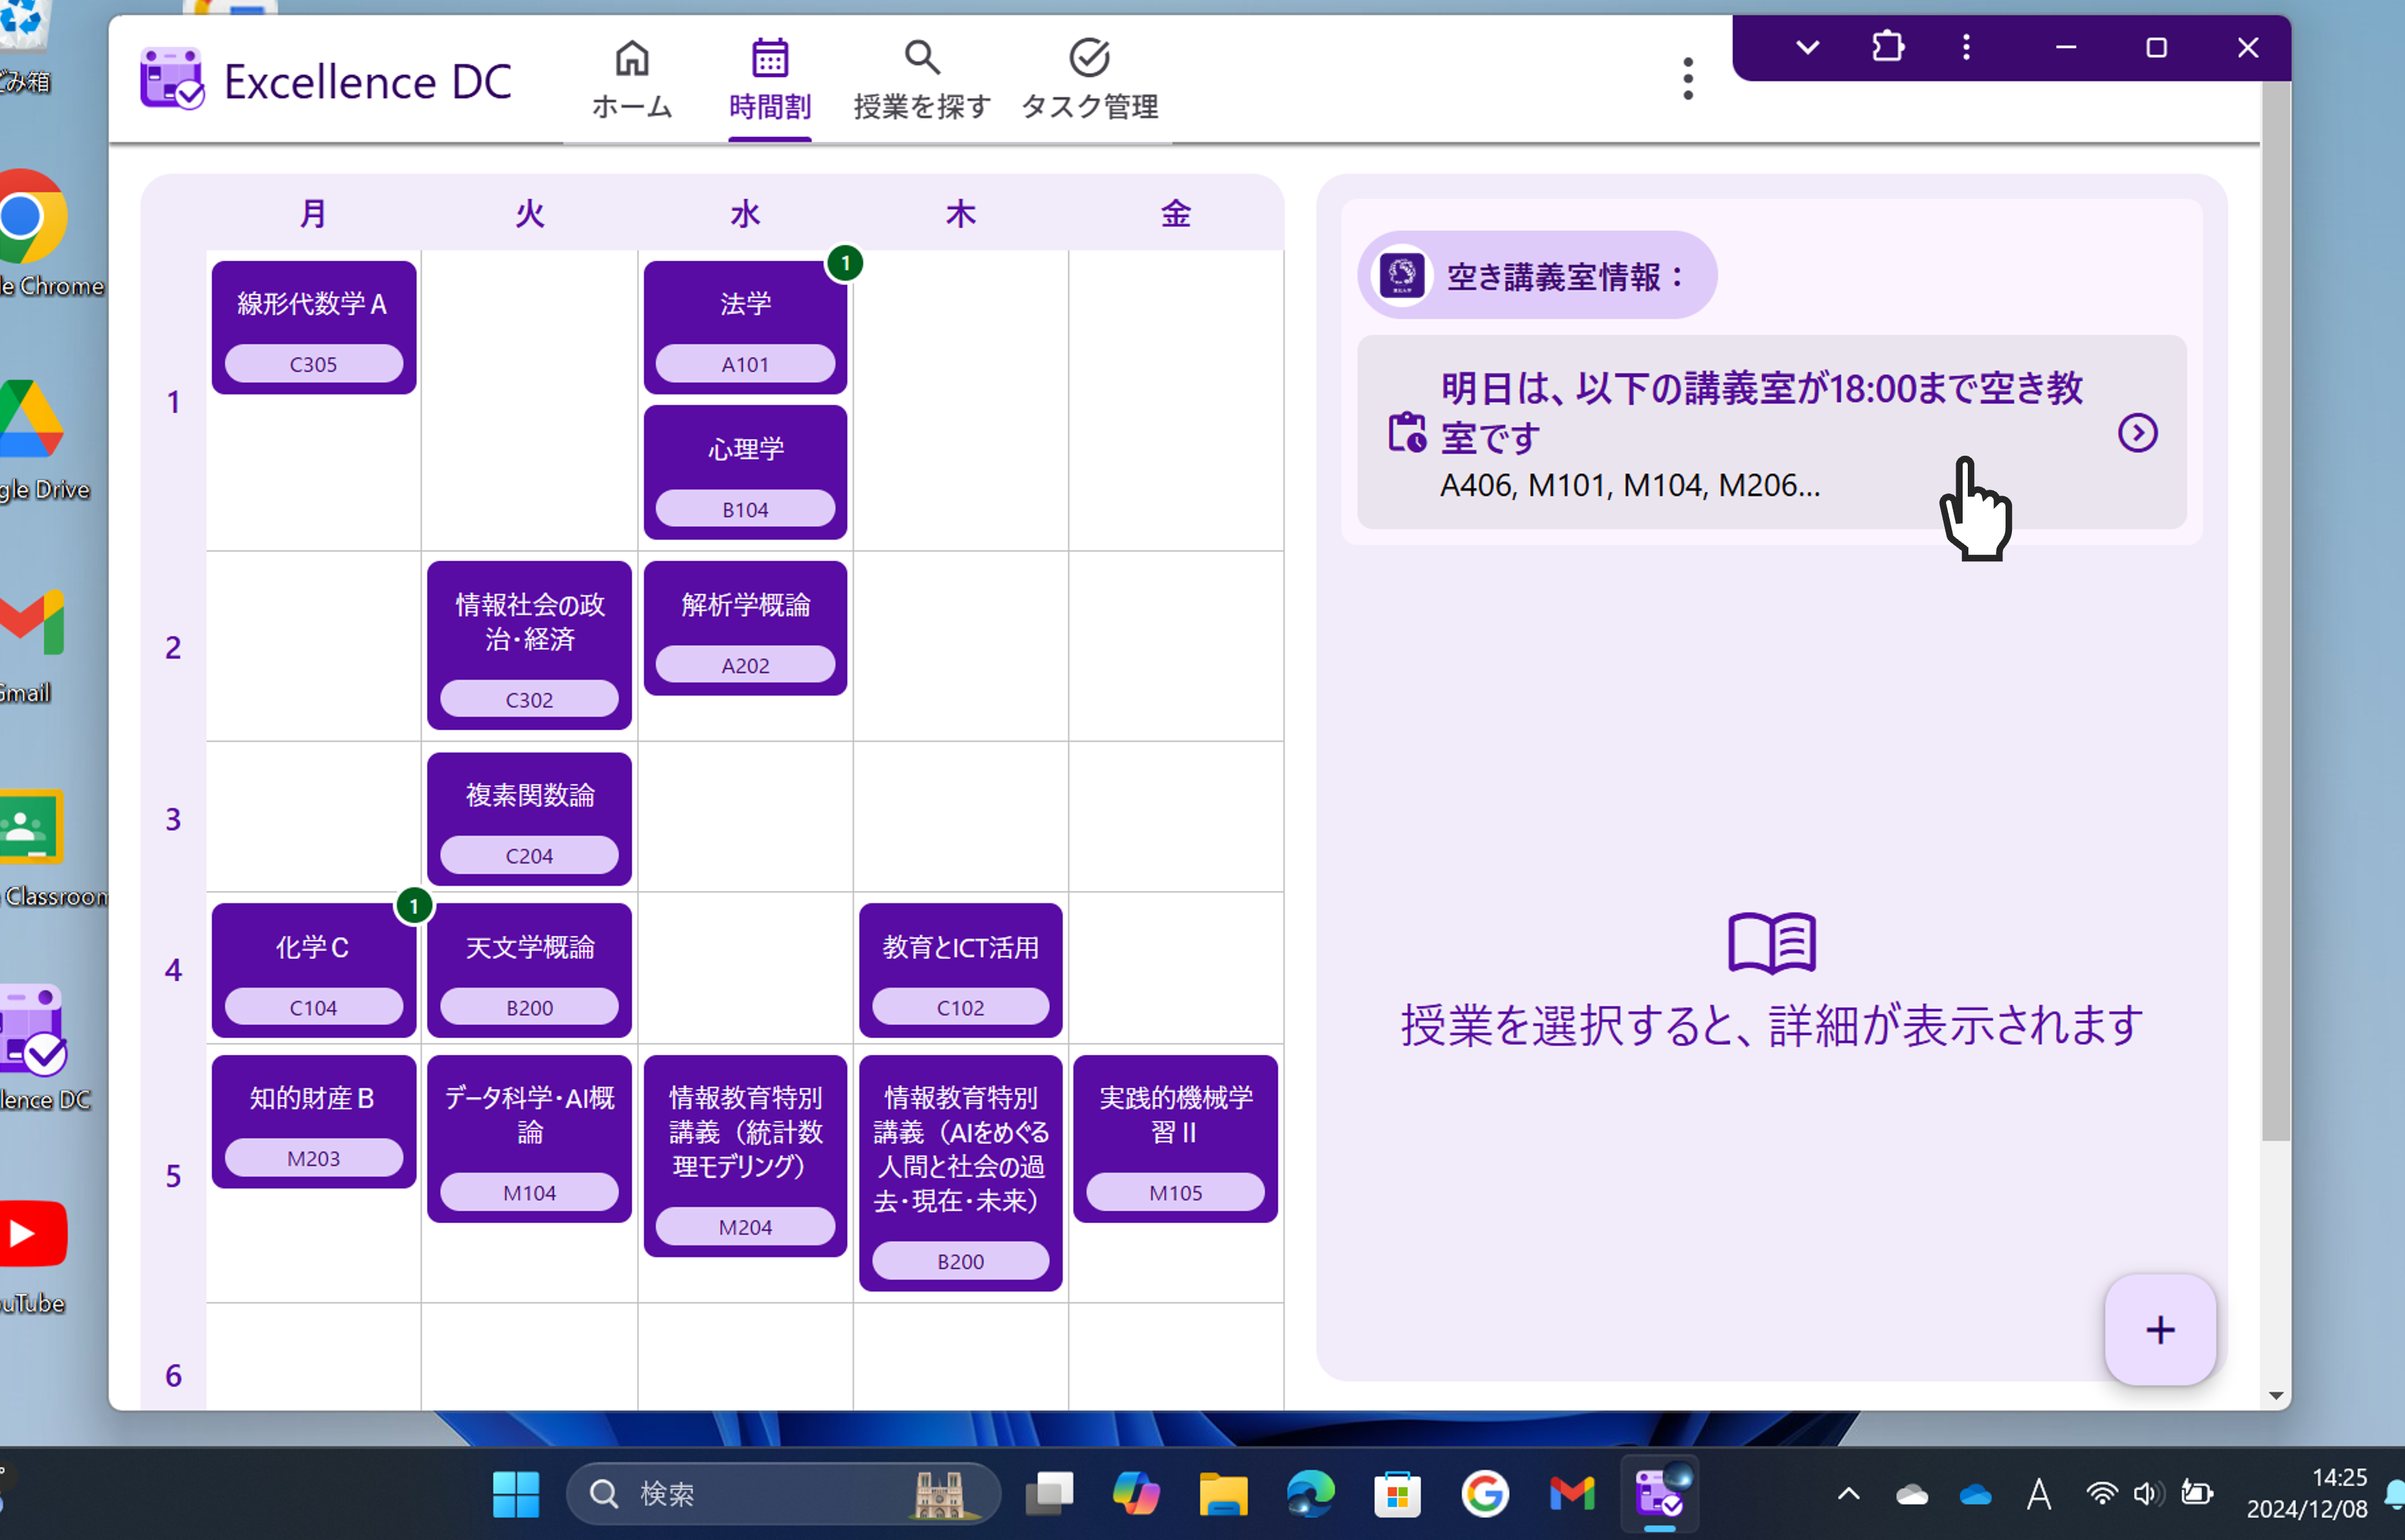 ごみ箱
le Chrome
gle Drive
Gmail
Classroom
lence DC
ouTube
Excellence DC
ホーム
時間割
授業を探す
タスク管理
月
火
水
木
金
1
線形代数学A
C305
法学
A101
1
心理学
B104
2
情報社会の政
治・経済
C302
解析学概論
A202
3
複素関数論
C204
4
化学C
C104
1
天文学概論
B200
教育とICT活用
C102
5
知的財産B
M203
データ科学・AI概
論
M104
情報教育特別
講義（統計数
理モデリング）
M204
情報教育特別
講義（AIをめぐる
人間と社会の過
去・現在・未来）
B200
実践的機械学
習 II
M105
6
空き講義室情報：
明日は、以下の講義室が18:00まで空き教
室です
A406, M101, M104, M206...
授業を選択すると、詳細が表示されます
+
検索
A
14:25
2024/12/08